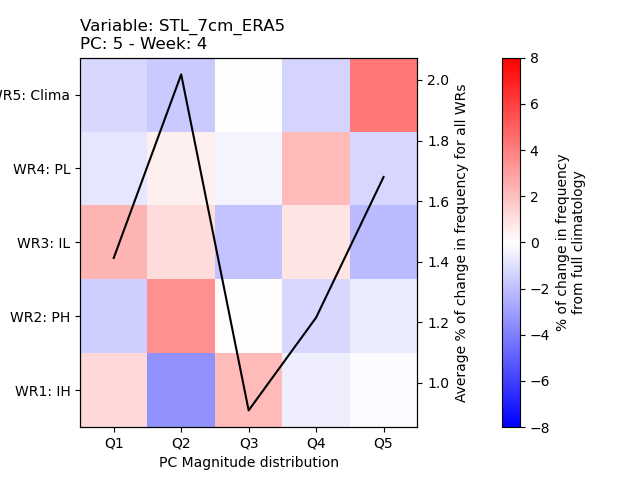 Variable: STL_7cm_ERA5
PC: 5 - Week: 4
WR5: Clima
WR4: PL
WR3: IL
WR2: PH
WR1: IH
Q1 Q2 Q3 Q4 Q5
PC Magnitude distribution
2.0
1.8
1.6
1.4
1.2
1.0
Average % of change in frequency for all WRs
8
6
4
2
0
−2
−4
−6
−8
% of change in frequency
from full climatology